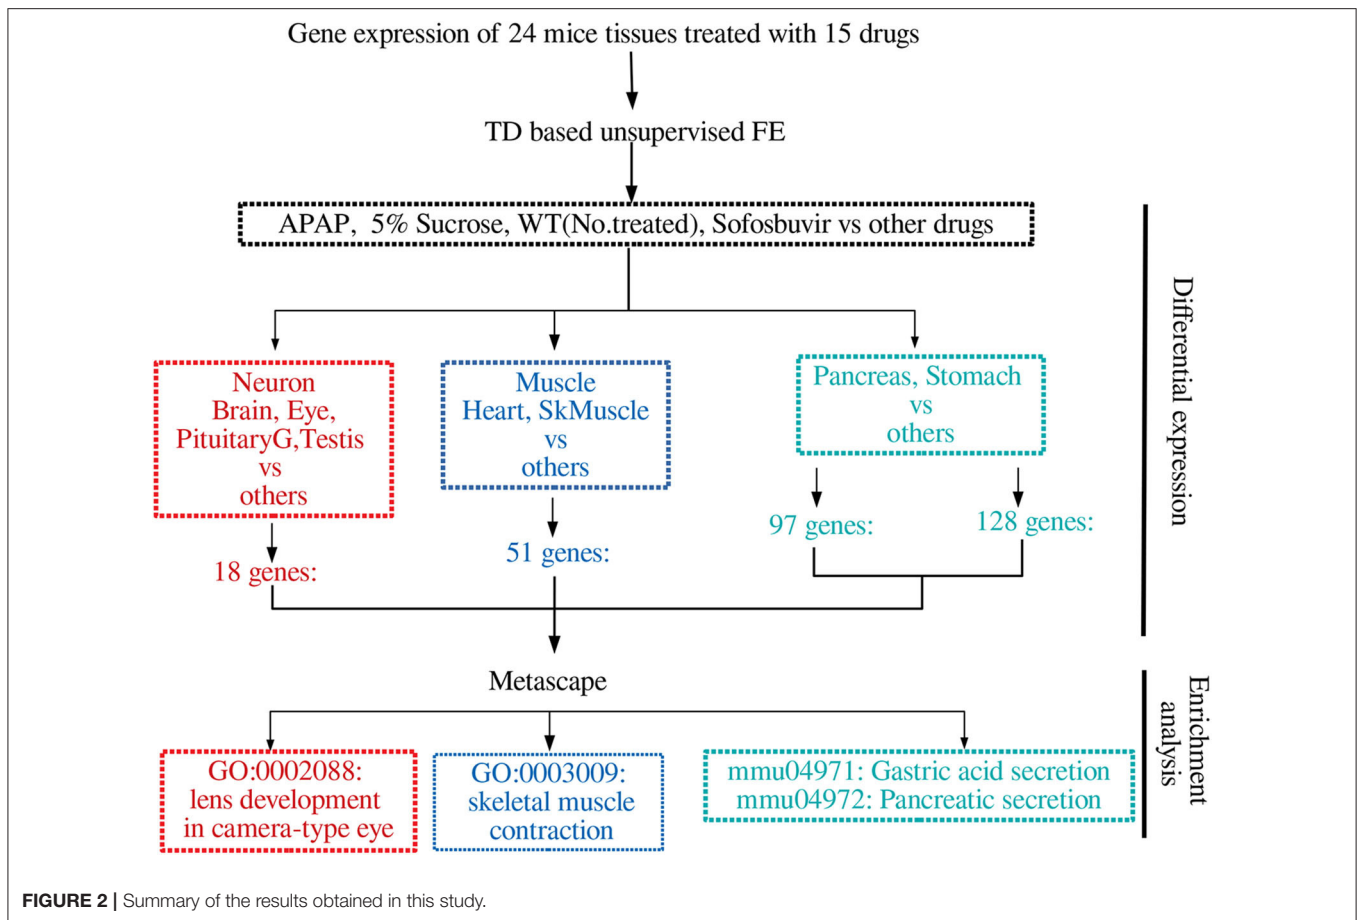 Gene expression of 24 mice tissues treated with 15 drugs
TD based unsupervised FE
APAP, 5% Sucrose, WT(No.treated), Sofosbuvir vs other drugs
Differential expression
Neuron
Brain, Eye,
PituitaryG,Testis
vs
others
Muscle
Heart, SkMuscle
vs
others
Pancreas, Stomach
vs
others
18 genes:
51 genes:
97 genes:
128 genes:
Metascape
Enrichment
analysis
GO:0002088:
lens development
in camera-type eye
GO:0003009:
skeletal muscle
contraction
mmu04971: Gastric acid secretion
mmu04972: Pancreatic secretion
FIGURE 2 | Summary of the results obtained in this study.